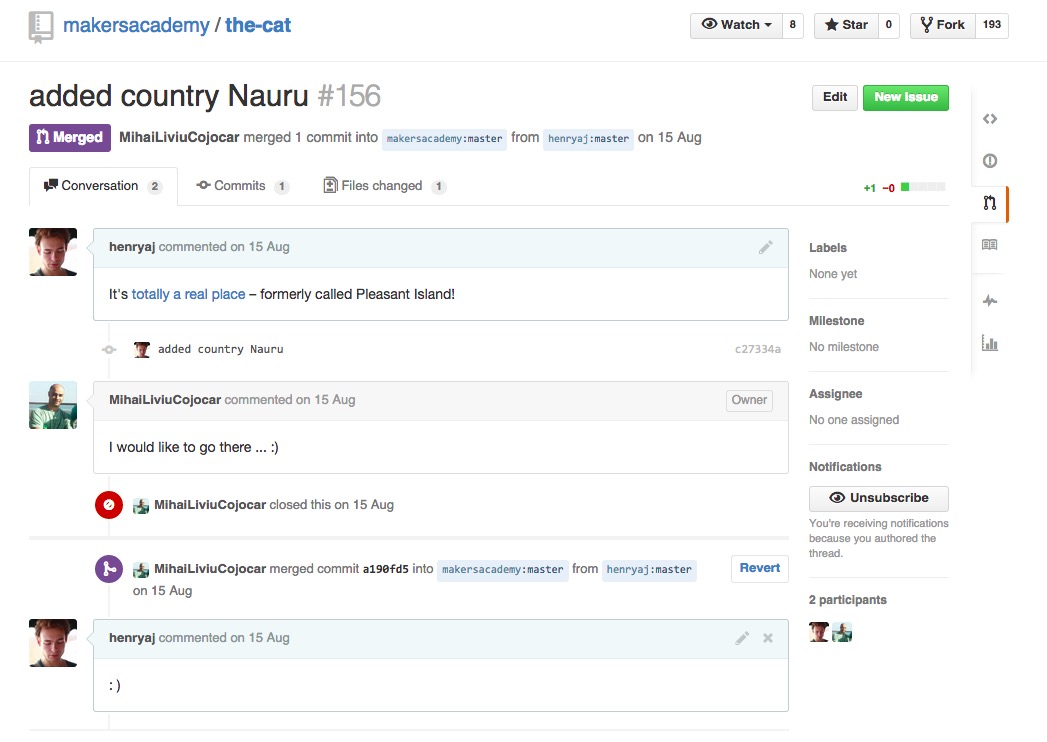 makersacademy / the-cat
Watch 8 Star 0 Fork 193
added country Nauru #156
Edit New Issue
Merged MihaiLiviuCojocar merged 1 commit into makersacademy:master from henryaj:master on 15 Aug
Conversation 2 Commits 1 Files changed 1
+1 −0
henryaj commented on 15 Aug
It's totally a real place – formerly called Pleasant Island!
added country Nauru c27334a
MihaiLiviuCojocar commented on 15 Aug Owner
I would like to go there ... :)
MihaiLiviuCojocar closed this on 15 Aug
MihaiLiviuCojocar merged commit a190fd5 into makersacademy:master from henryaj:master
on 15 Aug
Revert
henryaj commented on 15 Aug
:)
Labels
None yet
Milestone
No milestone
Assignee
No one assigned
Notifications
Unsubscribe
You're receiving notifications
because you authored the
thread.
2 participants